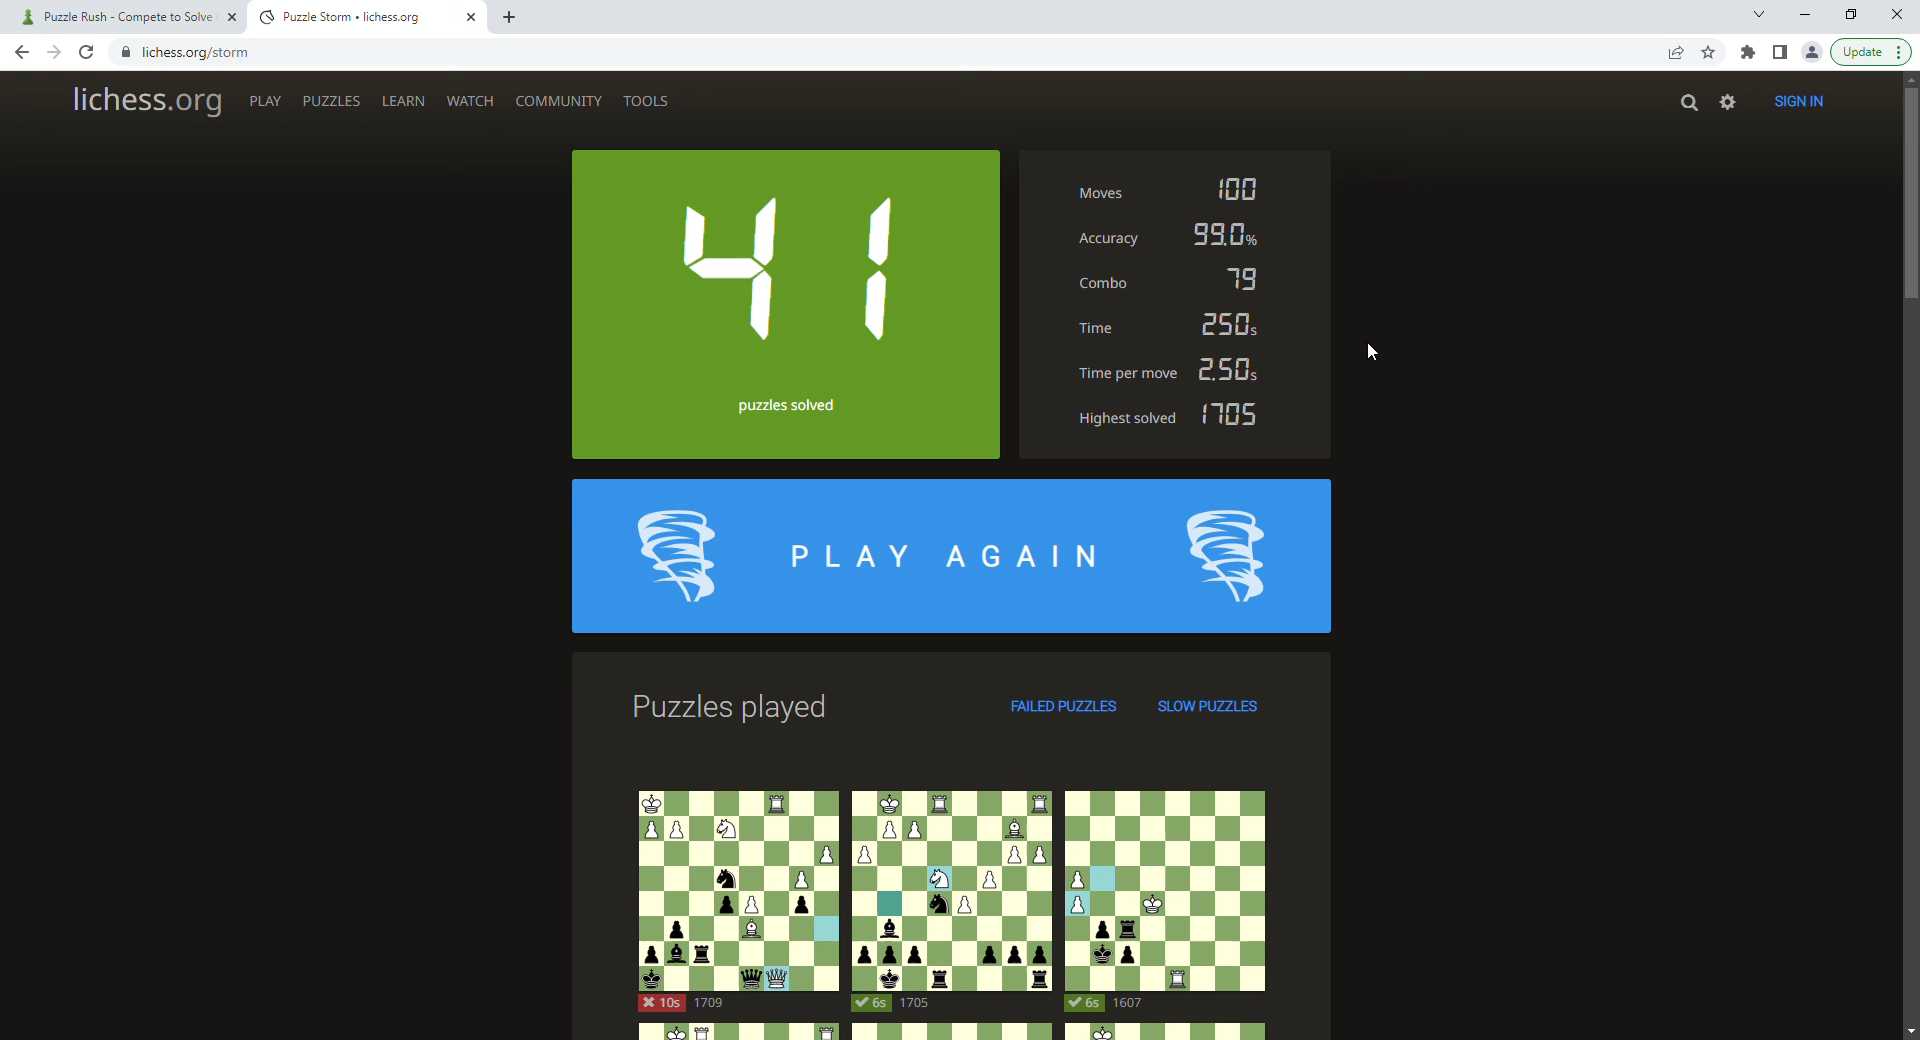 Puzzle Rush - Compete to Solve
Puzzle Storm • lichess.org
lichess.org/storm
Update
lichess.org PLAY PUZZLES LEARN WATCH COMMUNITY TOOLS SIGN IN
41
puzzles solved
Moves 100
Accuracy 99.0%
Combo 79
Time 250s
Time per move 2.50s
Highest solved 1705
PLAY AGAIN
Puzzles played FAILED PUZZLES SLOW PUZZLES
10s 1709
6s 1705
6s 1607